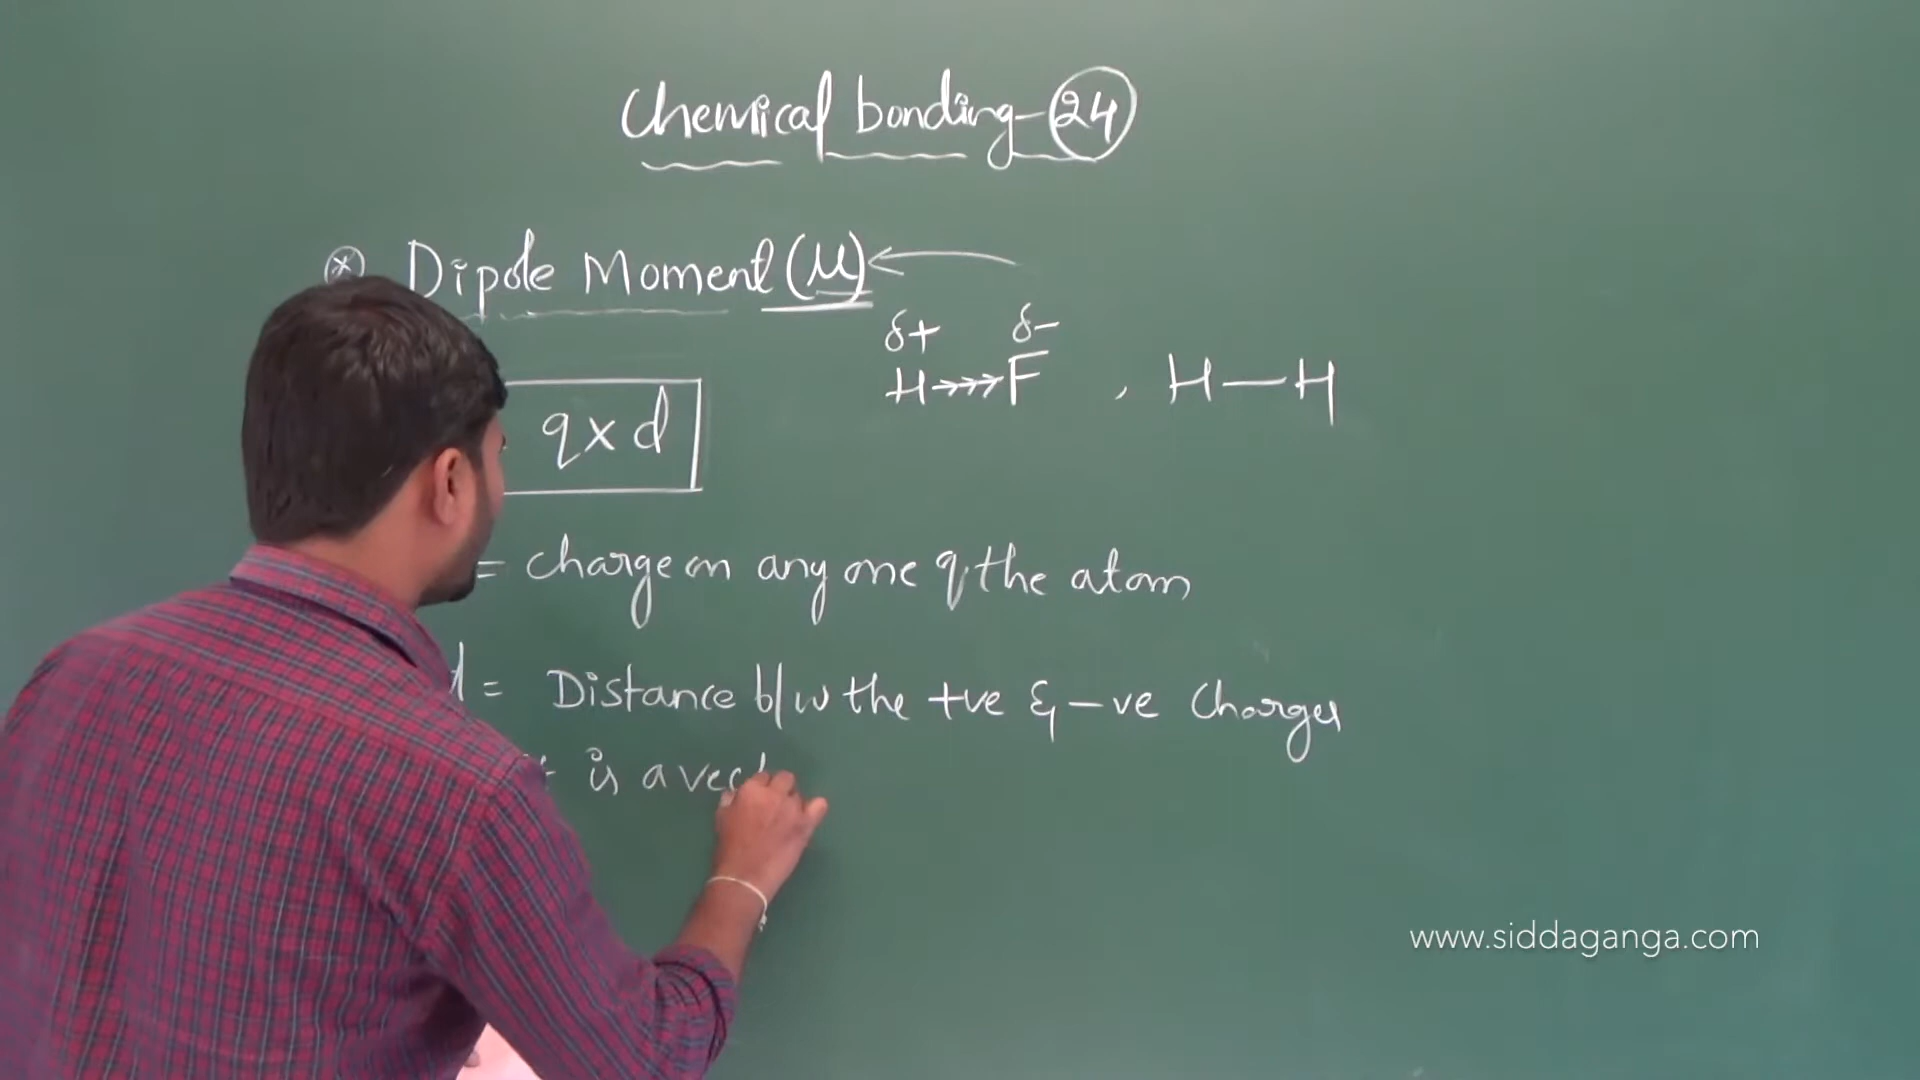 Chemical bonding-24
Dipole Moment (μ)
δ+ δ-
H→→→F , H—H
q x d
= charge on any one of the atom
d = Distance b/w the +ve & -ve charges
is a vect
www.siddaganga.com